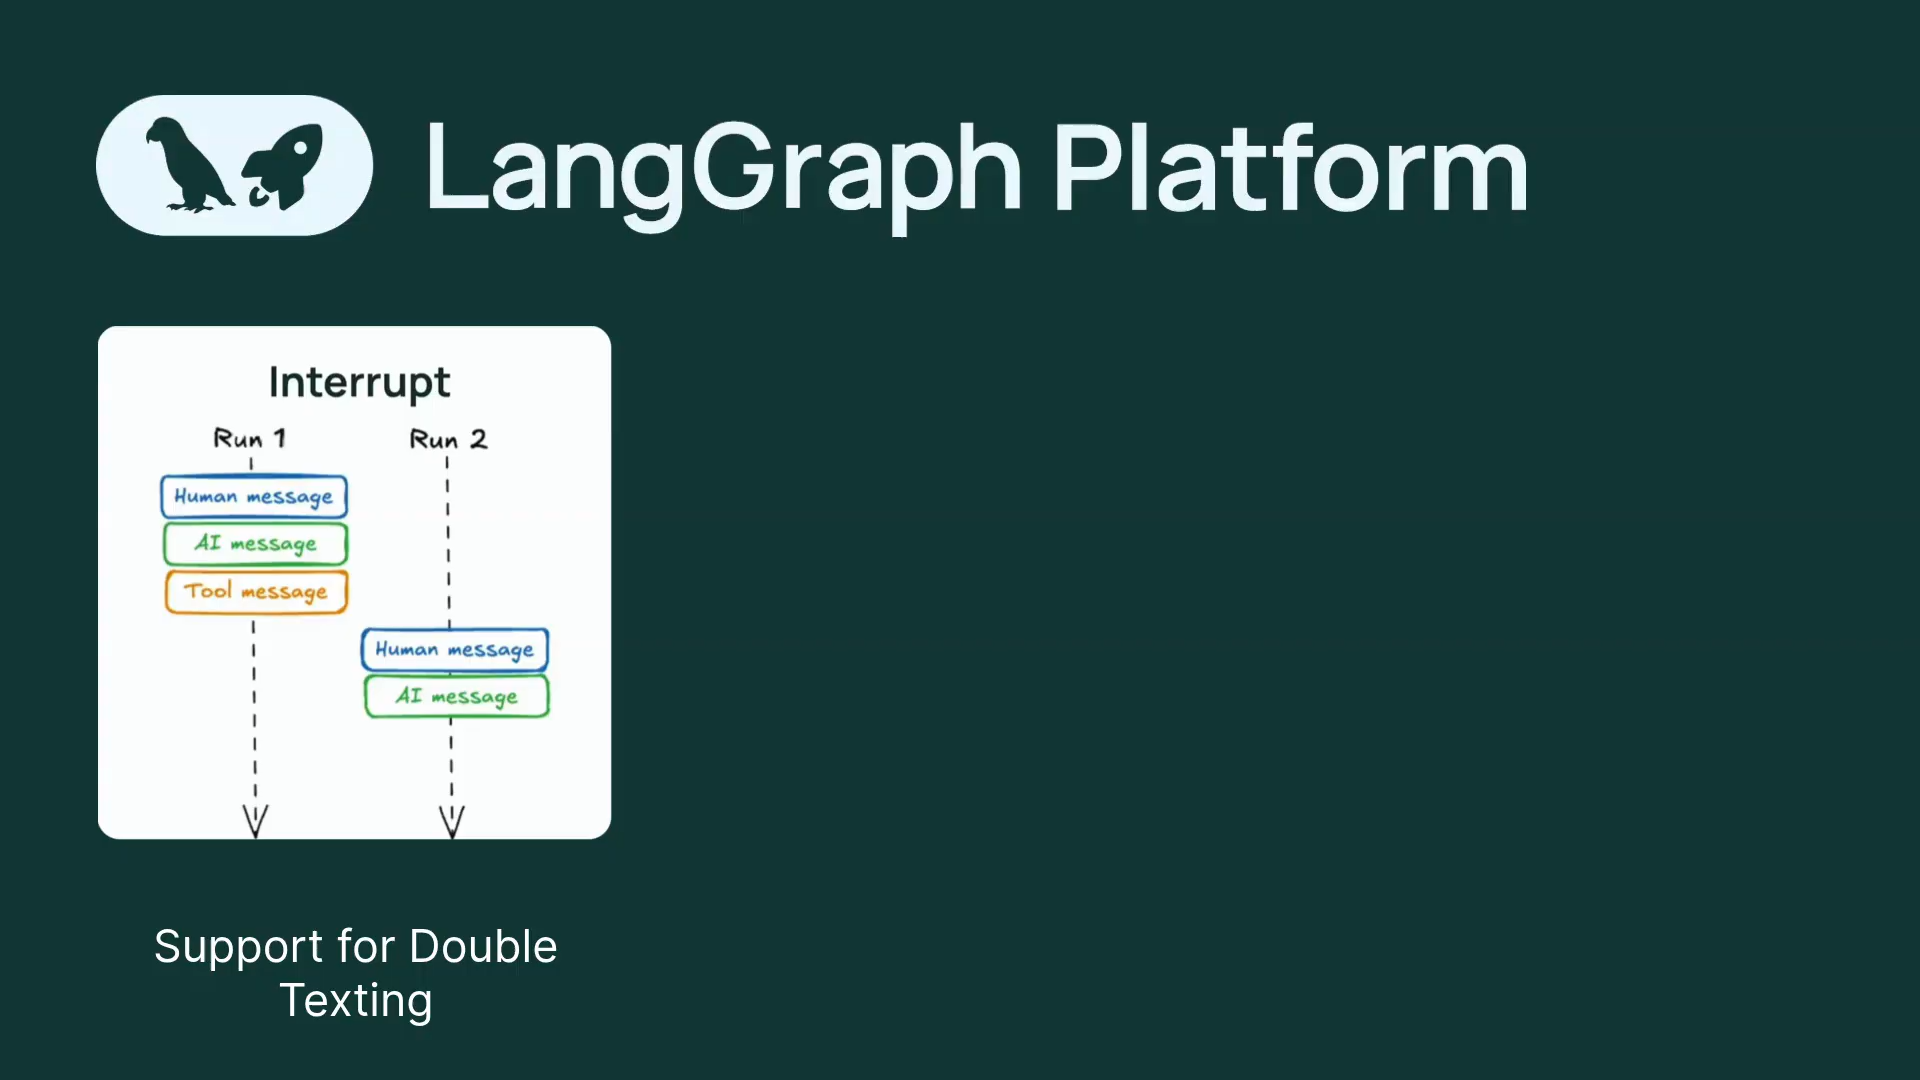 LangGraph Platform
Interrupt
Run 1
Run 2
Human message
AI message
Tool message
Human message
AI message
Support for Double
Texting